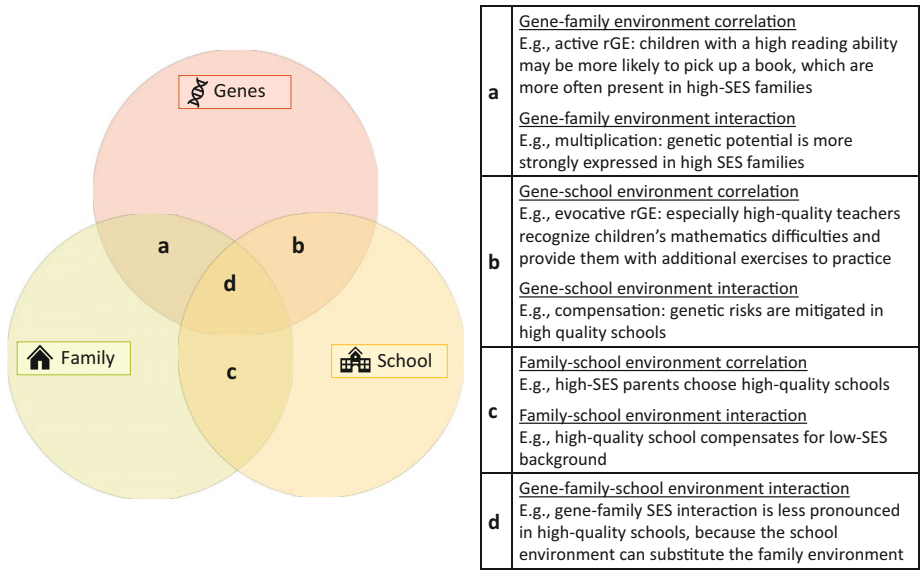 Genes
a
b
d
Family
School
c
a
Gene-family environment correlation
E.g., active rGE: children with a high reading ability
may be more likely to pick up a book, which are
more often present in high-SES families
Gene-family environment interaction
E.g., multiplication: genetic potential is more
strongly expressed in high SES families
b
Gene-school environment correlation
E.g., evocative rGE: especially high-quality teachers
recognize children's mathematics difficulties and
provide them with additional exercises to practice
Gene-school environment interaction
E.g., compensation: genetic risks are mitigated in
high quality schools
c
Family-school environment correlation
E.g., high-SES parents choose high-quality schools
Family-school environment interaction
E.g., high-quality school compensates for low-SES
background
d
Gene-family-school environment interaction
E.g., gene-family SES interaction is less pronounced
in high-quality schools, because the school
environment can substitute the family environment